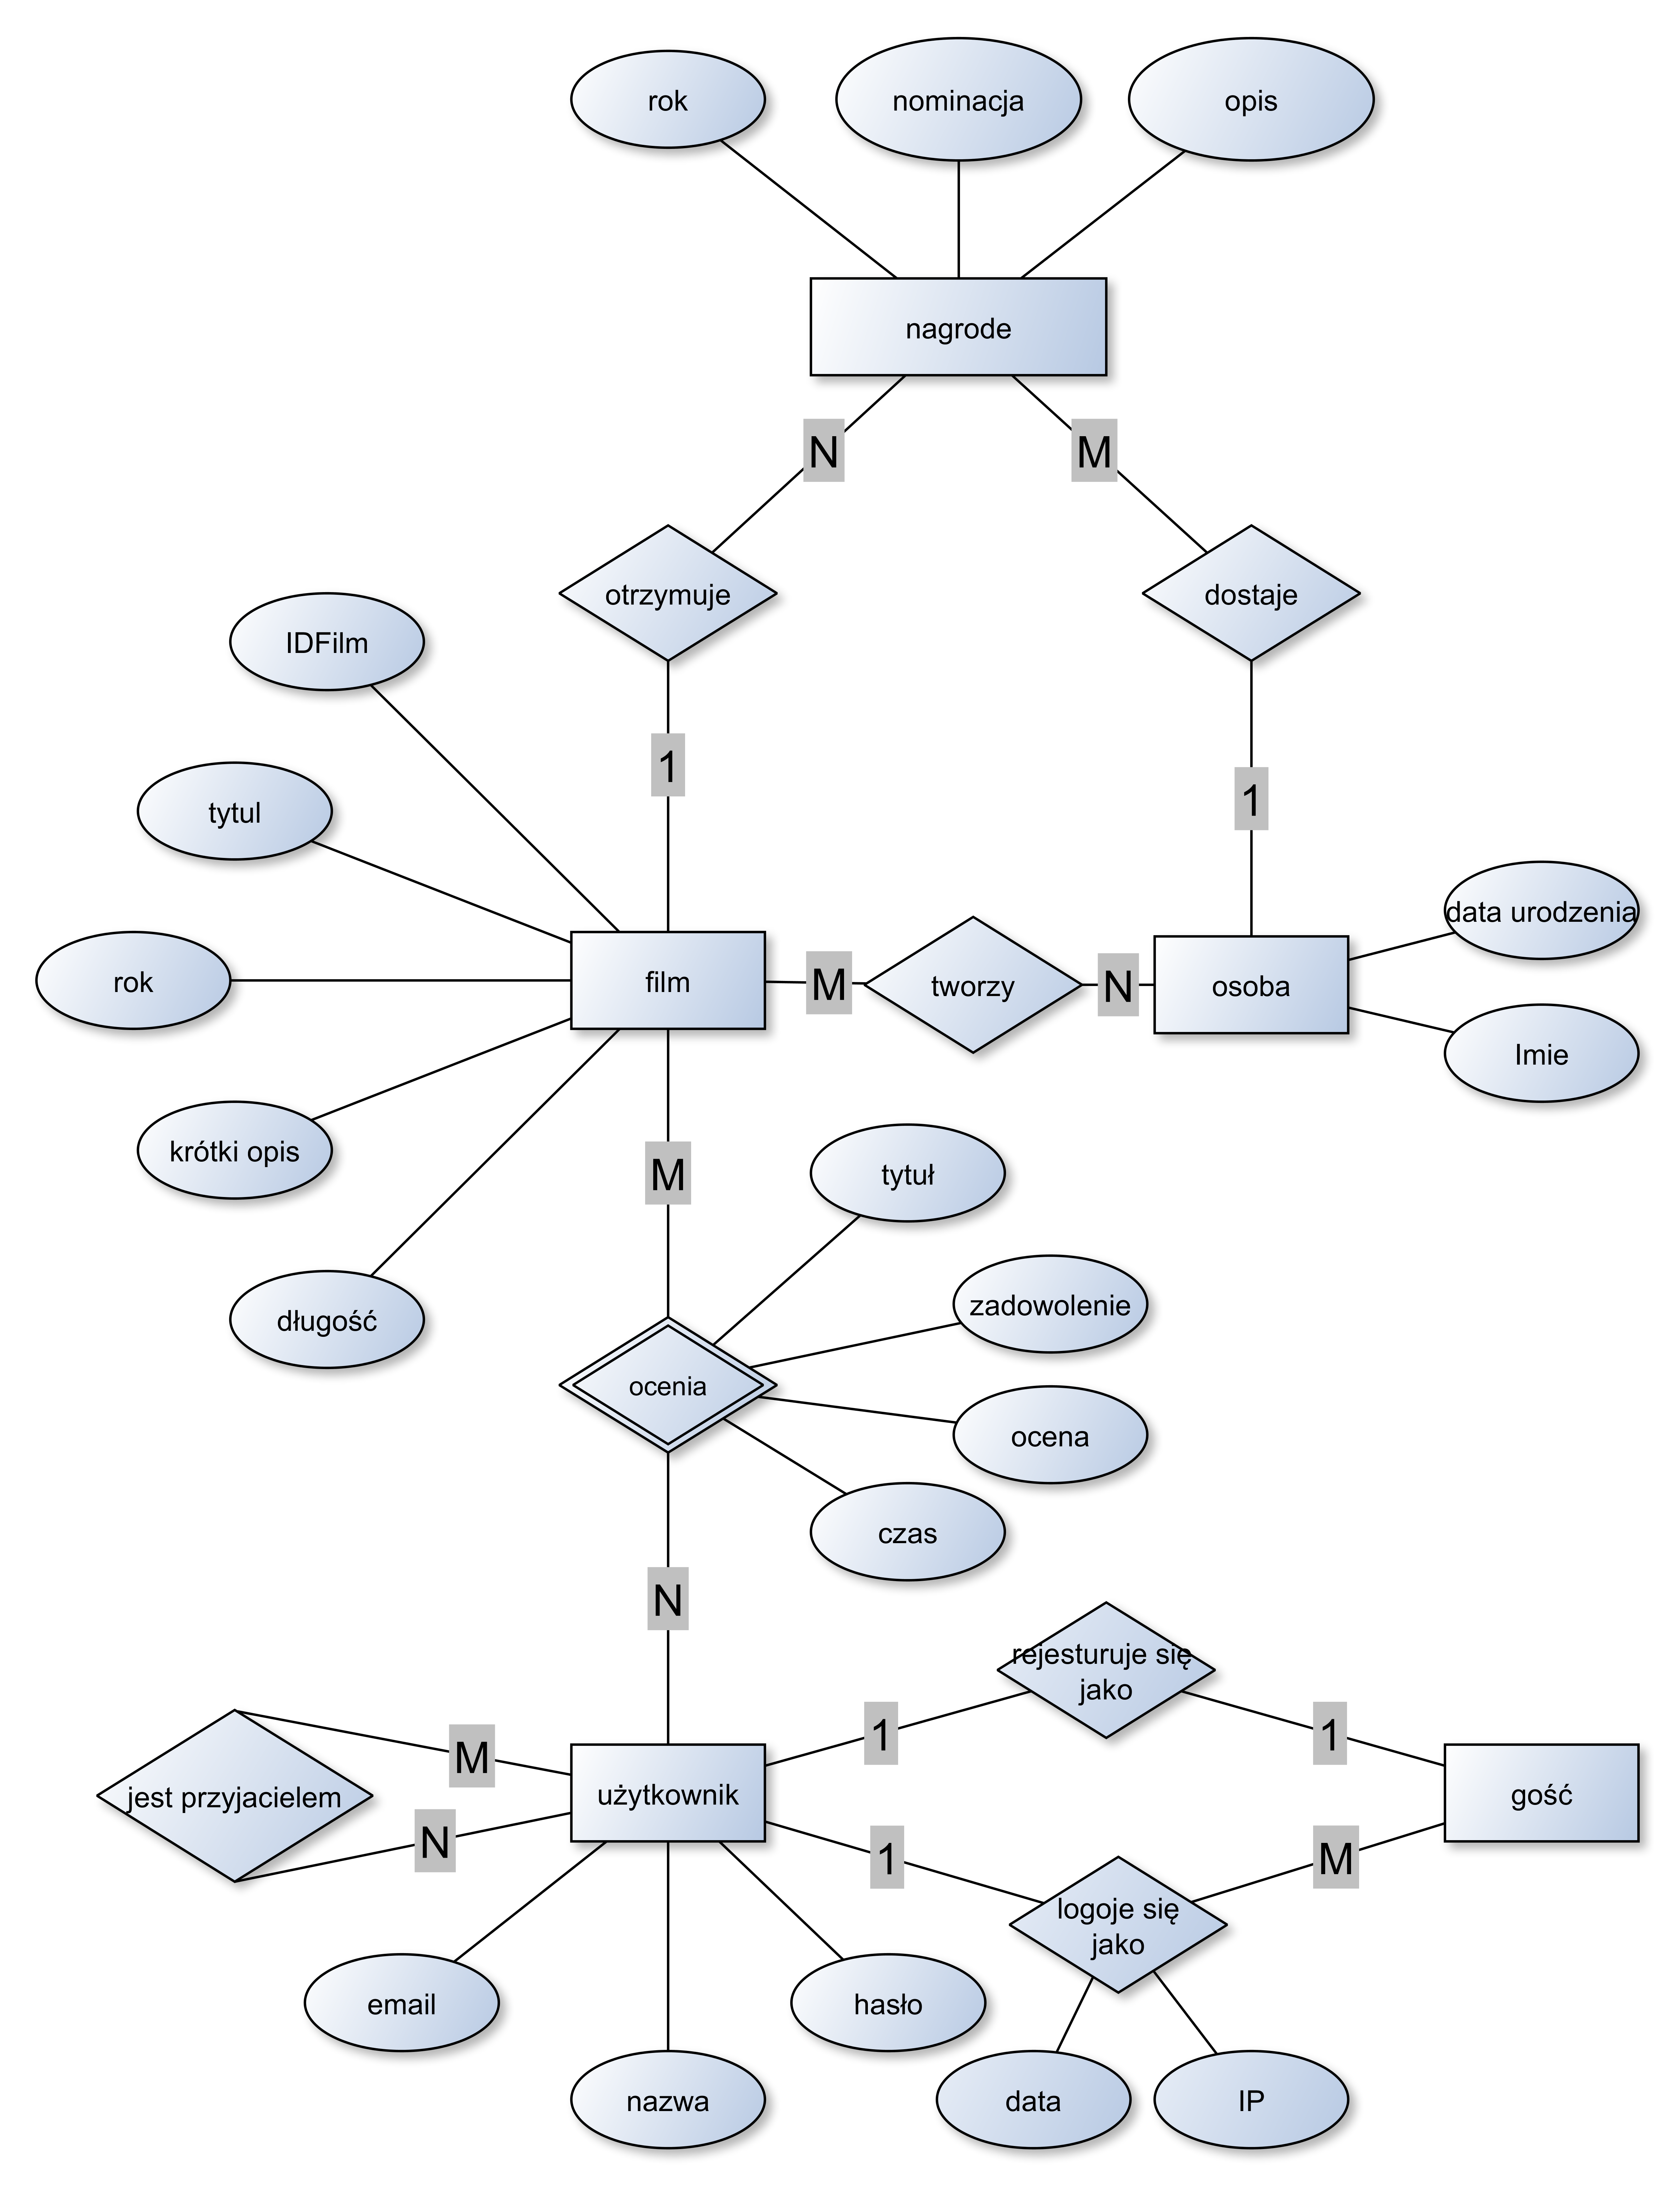 rok
nominacja
opis
nagrode
N
M
otrzymuje
dostaje
IDFilm
1
1
tytul
data urodzenia
rok
film
M
tworzy
N
osoba
Imie
krótki opis
M
tytuł
zadowolenie
długość
ocenia
ocena
czas
N
rejesturuje się
jako
1
1
M
jest przyjacielem
użytkownik
gość
N
1
M
logoje się
jako
email
hasło
nazwa
data
IP